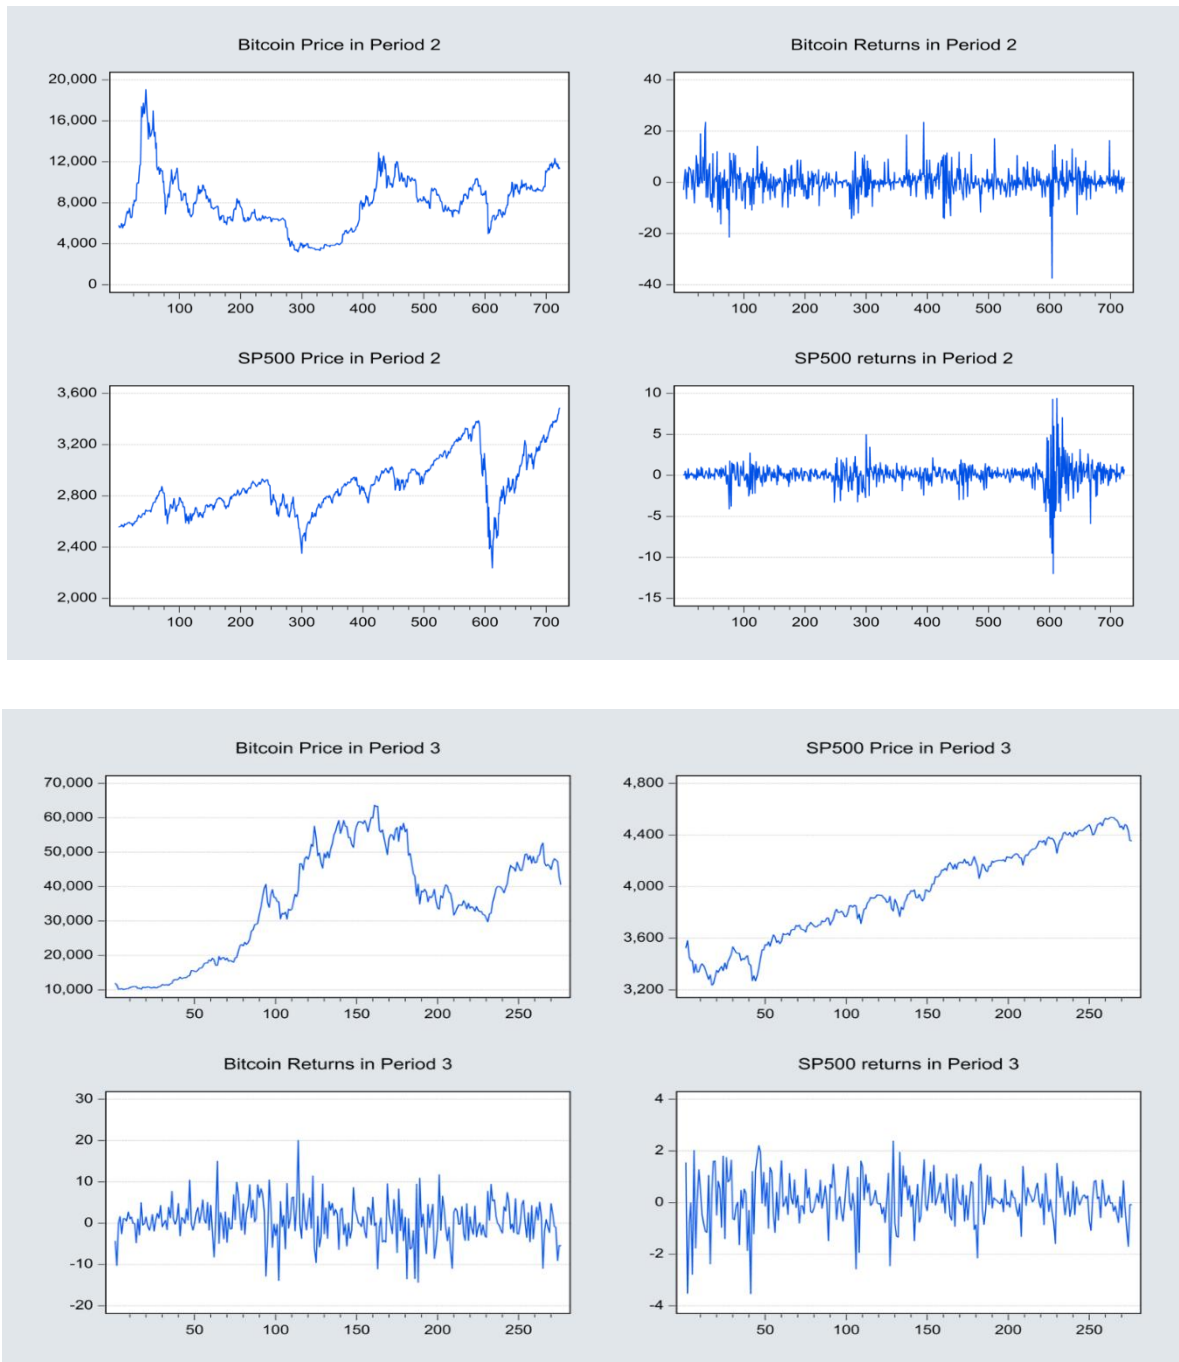 Bitcoin Price in Period 2
20,000
16,000
12,000
8,000
4,000
0
100 200 300 400 500 600 700
Bitcoin Returns in Period 2
40
20
0
-20
-40
100 200 300 400 500 600 700
SP500 Price in Period 2
3,600
3,200
2,800
2,400
2,000
100 200 300 400 500 600 700
SP500 returns in Period 2
10
5
0
-5
-10
-15
100 200 300 400 500 600 700
Bitcoin Price in Period 3
70,000
60,000
50,000
40,000
30,000
20,000
10,000
50 100 150 200 250
SP500 Price in Period 3
4,800
4,400
4,000
3,600
3,200
50 100 150 200 250
Bitcoin Returns in Period 3
30
20
10
0
-10
-20
50 100 150 200 250
SP500 returns in Period 3
4
2
0
-2
-4
50 100 150 200 250